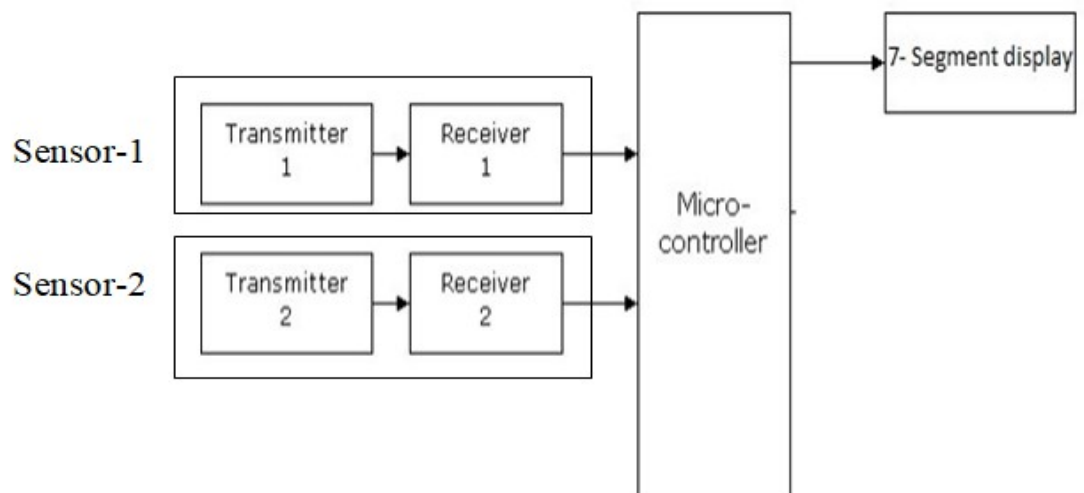 7- Segment display
Sensor-1
Transmitter
1
Receiver
1
Micro-
controller
Sensor-2
Transmitter
2
Receiver
2